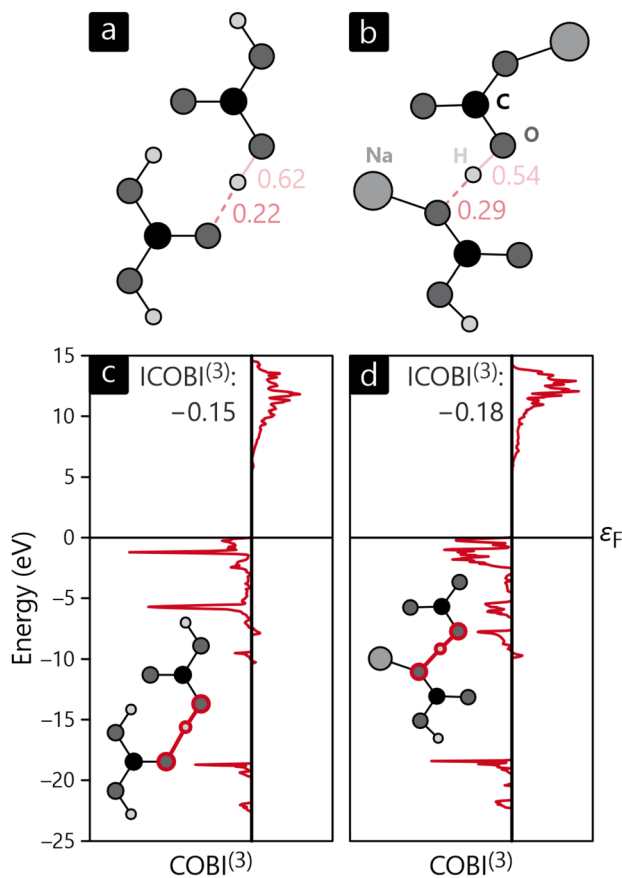 a
0.62
0.22
b
C
O
Na
H
0.54
0.29
c
ICOBI⁽³⁾:
−0.15
d
ICOBI⁽³⁾:
−0.18
Energy (eV)
15
10
5
0
−5
−10
−15
−20
−25
εF
COBI⁽³⁾
COBI⁽³⁾